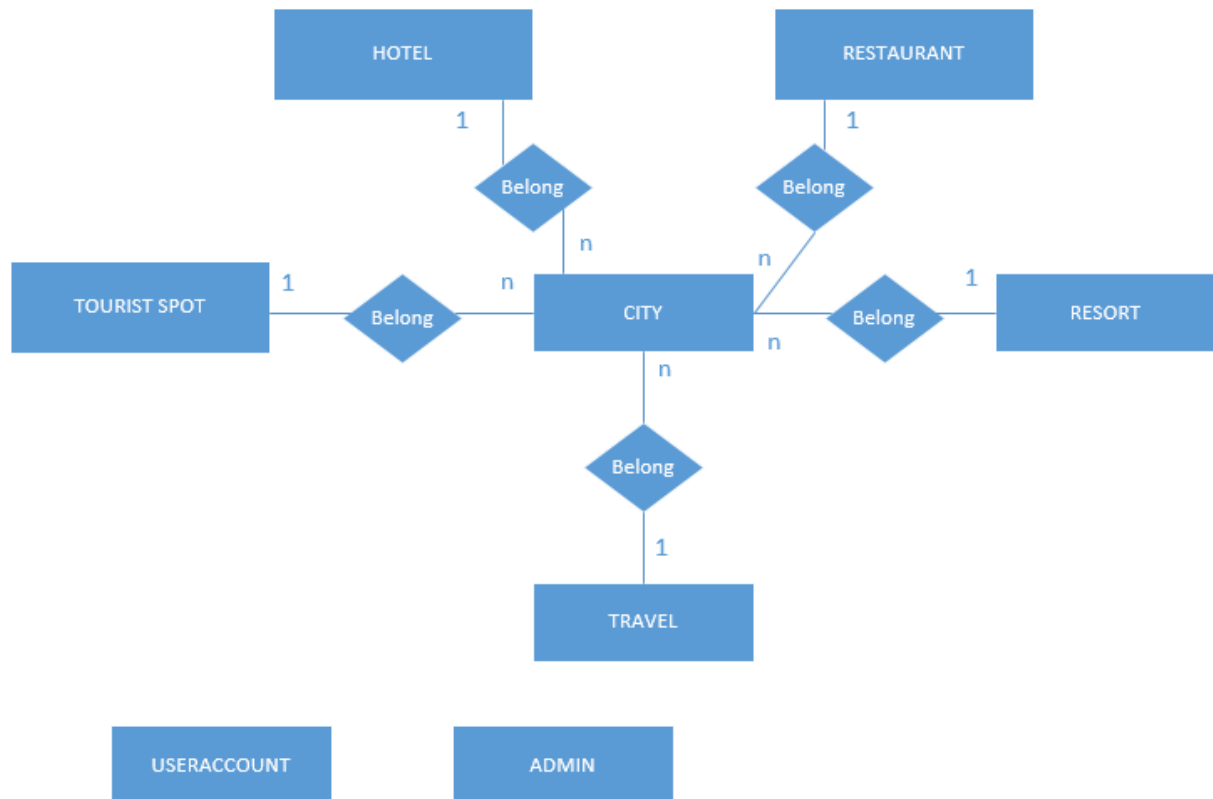 HOTEL
RESTAURANT
1
1
Belong
Belong
n
n
TOURIST SPOT
1
Belong
n
CITY
n
Belong
1
RESORT
n
Belong
1
TRAVEL
USERACCOUNT
ADMIN